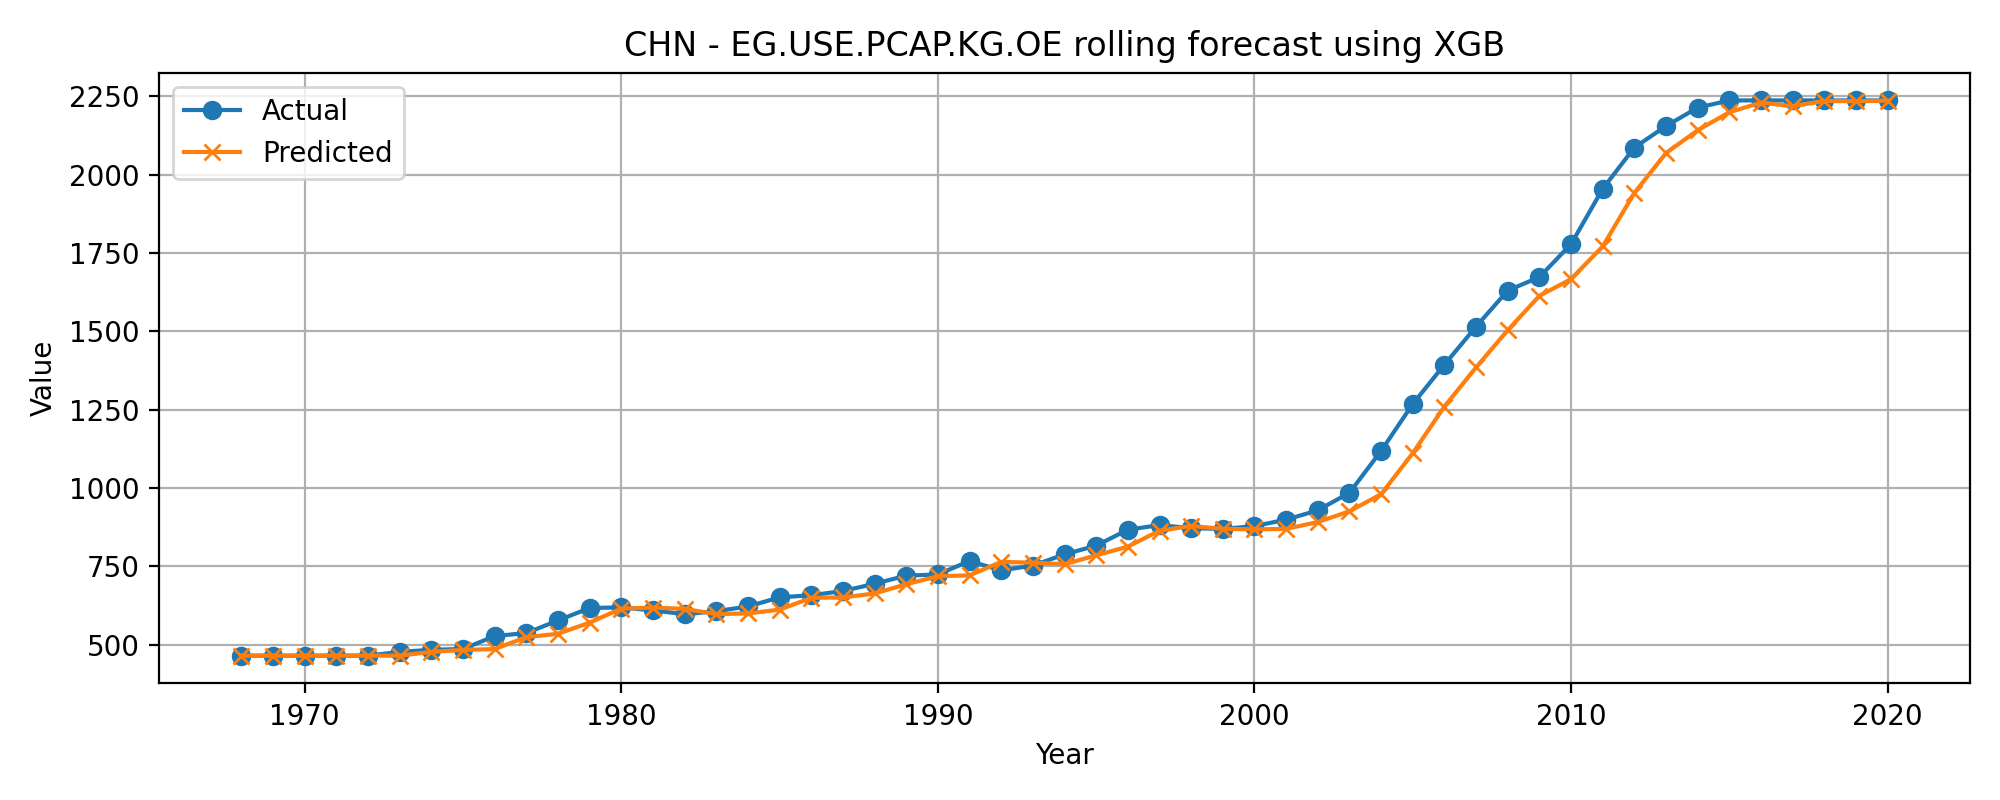 CHN - EG.USE.PCAP.KG.OE rolling forecast using XGB
Actual
Predicted
2250
2000
1750
1500
1250
1000
750
500
Value
1970 1980 1990 2000 2010 2020
Year